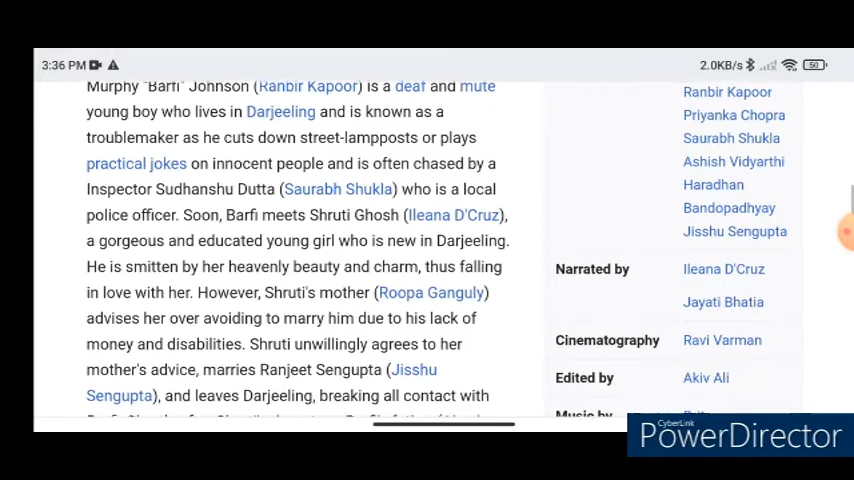 3:36 PM
2.0KB/s
50
Murphy "Barfi" Johnson (Ranbir Kapoor) is a deaf and mute
young boy who lives in Darjeeling and is known as a
troublemaker as he cuts down street-lampposts or plays
practical jokes on innocent people and is often chased by a
Inspector Sudhanshu Dutta (Saurabh Shukla) who is a local
police officer. Soon, Barfi meets Shruti Ghosh (Ileana D'Cruz),
a gorgeous and educated young girl who is new in Darjeeling.
He is smitten by her heavenly beauty and charm, thus falling
in love with her. However, Shruti's mother (Roopa Ganguly)
advises her over avoiding to marry him due to his lack of
money and disabilities. Shruti unwillingly agrees to her
mother's advice, marries Ranjeet Sengupta (Jisshu
Sengupta), and leaves Darjeeling, breaking all contact with
Ranbir Kapoor
Priyanka Chopra
Saurabh Shukla
Ashish Vidyarthi
Haradhan
Bandopadhyay
Jisshu Sengupta
Narrated by Ileana D'Cruz
Jayati Bhatia
Cinematography Ravi Varman
Edited by Akiv Ali
Music by
CyberLink
PowerDirector